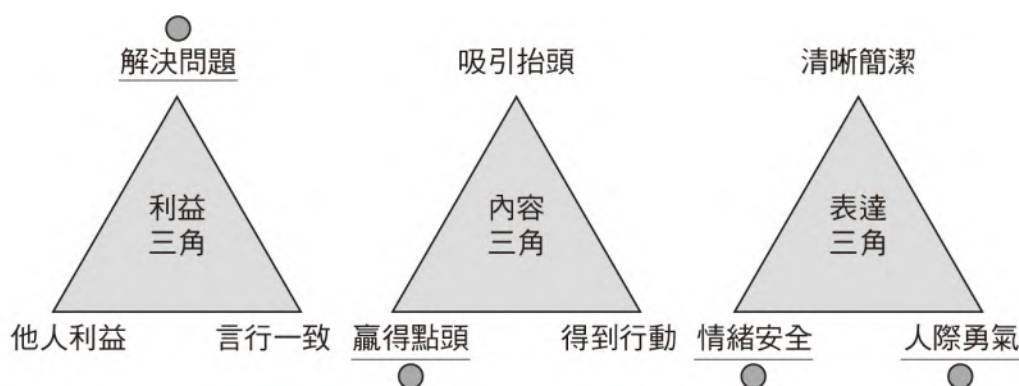 解決問題
吸引抬頭
清晰簡潔
利益
三角
內容
三角
表達
三角
他人利益
言行一致
贏得點頭
得到行動
情緒安全
人際勇氣